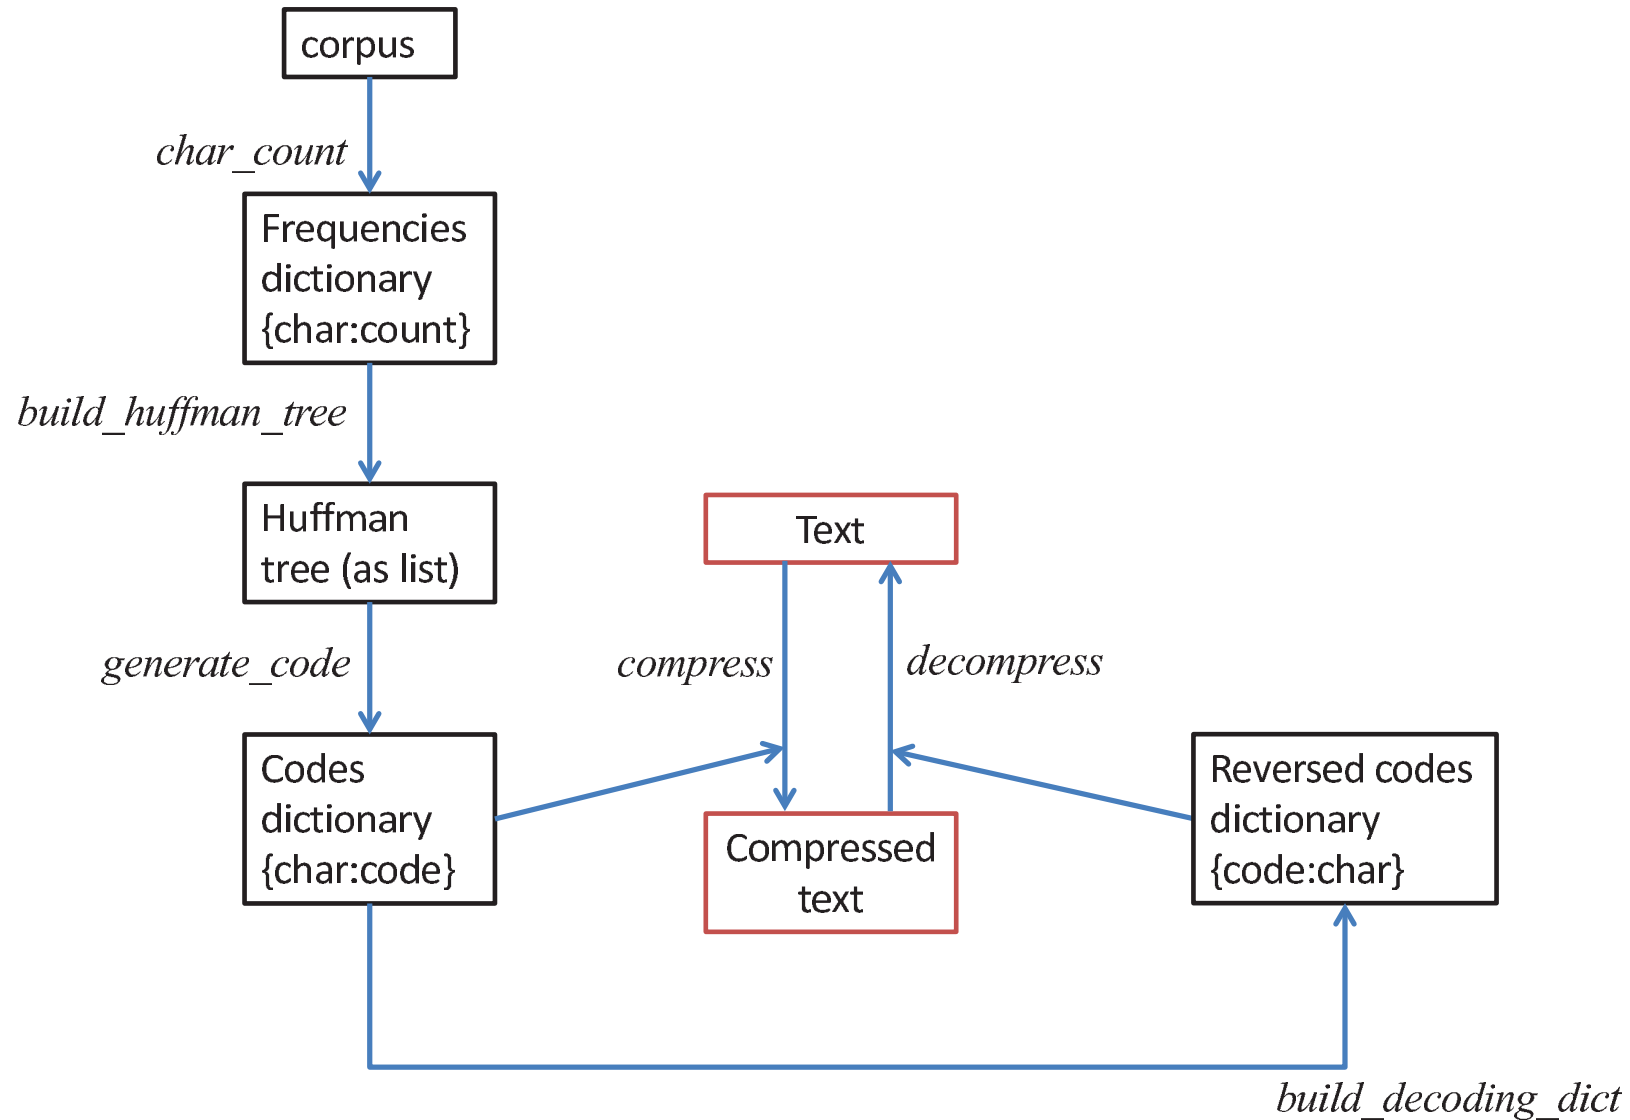 corpus
char_count
Frequencies
dictionary
{char:count}
build_huffman_tree
Huffman
tree (as list)
generate_code
Codes
dictionary
{char:code}
Text
compress
decompress
Compressed
text
Reversed codes
dictionary
{code:char}
build_decoding_dict